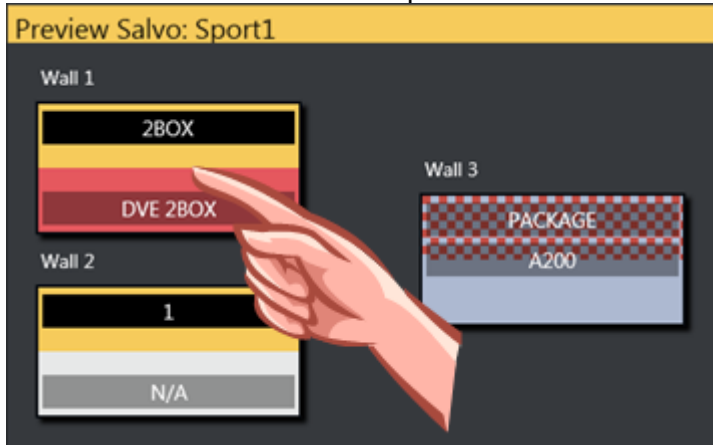 Preview Salvo: Sport1
Wall 1
2BOX
DVE 2BOX
Wall 2
1
N/A
Wall 3
PACKAGE
A200